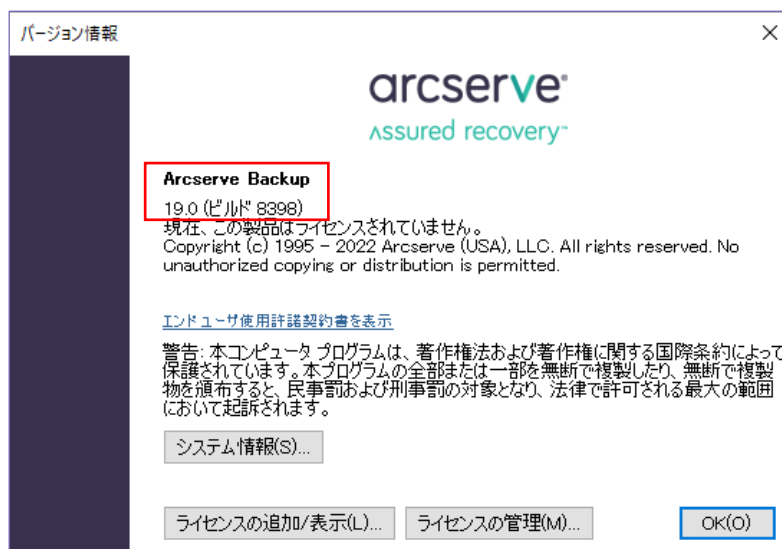 バージョン情報
arcserve®
Assured recovery™
Arcserve Backup
19.0 (ビルド 8398)
現在、この製品はライセンスされていません。
Copyright (c) 1995 - 2022 Arcserve (USA), LLC. All rights reserved. No
unauthorized copying or distribution is permitted.
エンド ユーザ使用許諾契約書を表示
警告: 本コンピュータ プログラムは、著作権法および著作権に関する国際条約によって
保護されています。本プログラムの全部または一部を無断で複製したり、無断で複製
物を頒布すると、民事罰および刑事罰の対象となり、法律で許可される最大の範囲
において起訴されます。
システム情報(S)...
ライセンスの追加/表示(L)... ライセンスの管理(M)... OK(O)